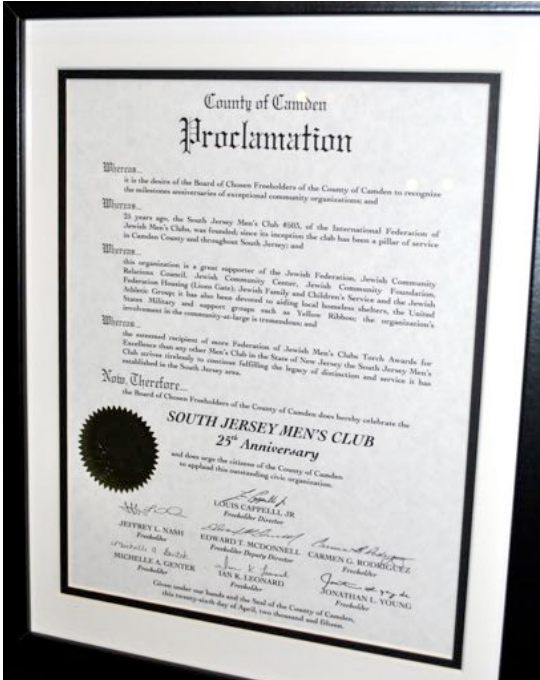 County of Camden
Proclamation
Whereas...
it is the desire of the Board of Chosen Freeholders of the County of Camden to recognize
the milestones anniversaries of exceptional community organizations; and
Whereas...
25 years ago, the South Jersey Men's Club #503, of the International Federation of
Jewish Men's Clubs, was founded; since its inception the club has been a pillar of service
in Camden County and throughout South Jersey; and
Whereas...
this organization is a great supporter of the Jewish Federation, Jewish Community
Relations Council, Jewish Community Center, Jewish Community Foundation,
Federation Housing (Lions Gate), Jewish Family and Children's Service and the Jewish
Athletic Group; it has also been devoted to aiding local homeless shelters, the United
States Military and support groups such as Yellow Ribbon; the organization's
involvement in the community-at-large is tremendous; and
Whereas...
the esteemed recipient of more Federation of Jewish Men's Clubs Torch Awards for
Excellence than any other Men's Club in the State of New Jersey the South Jersey Men's
Club strives tirelessly to continue fulfilling the legacy of distinction and service it has
established in the South Jersey area.
Now, Therefore...
the Board of Chosen Freeholders of the County of Camden does hereby celebrate the
SOUTH JERSEY MEN'S CLUB
25th Anniversary
and does urge the citizens of the County of Camden
to applaud this outstanding civic organization.
LOUIS CAPPELLI, JR
Freeholder Director
JEFFREY L. NASH
Freeholder
EDWARD T. MCDONNELL
Freeholder Deputy Director
CARMEN G. RODRIGUEZ
Freeholder
MICHELLE A. GENTEK
Freeholder
IAN K. LEONARD
Freeholder
JONATHAN L. YOUNG
Freeholder
Given under our hands and the Seal of the County of Camden,
this twenty-sixth day of April, two thousand and fifteen.